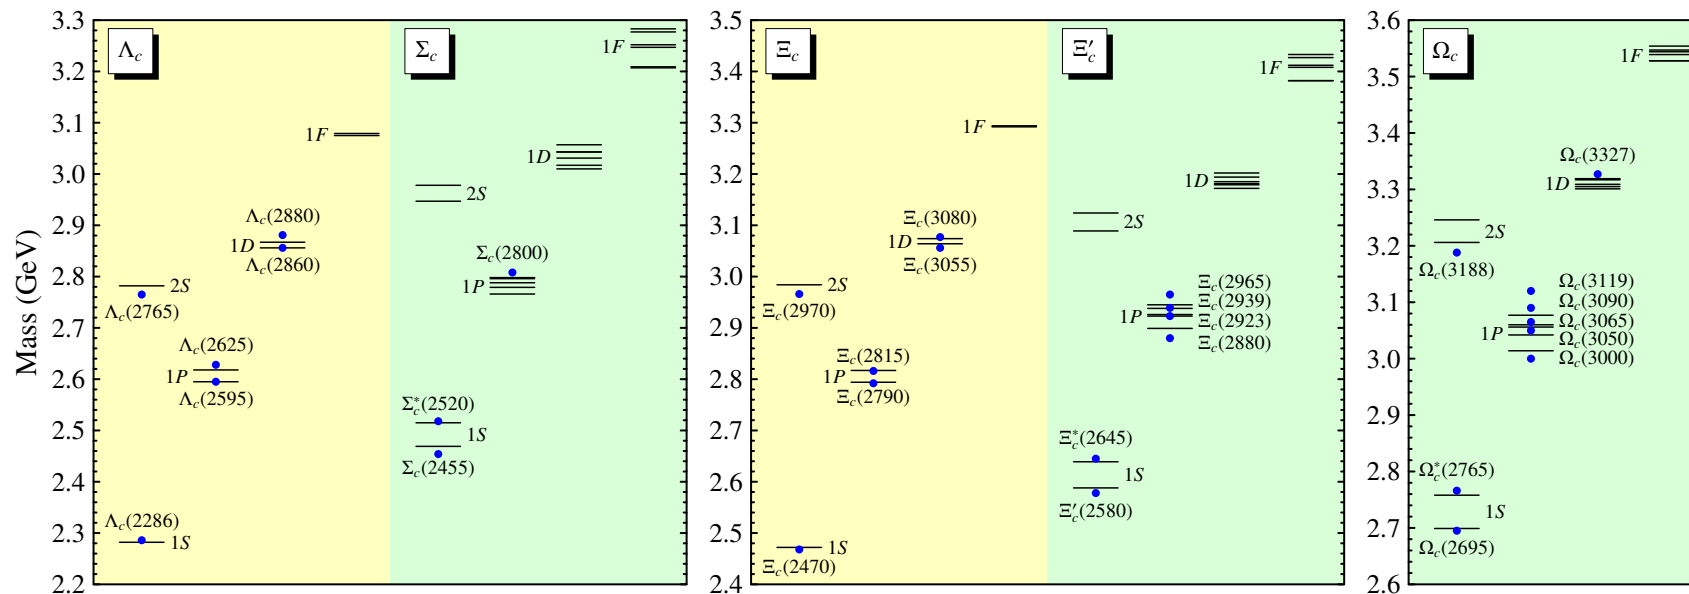 Mass (GeV)
3.3
3.2
3.1
3.0
2.9
2.8
2.7
2.6
2.5
2.4
2.3
2.2
Λc
1F
Λc(2880)
1D
Λc(2860)
2S
Λc(2765)
Λc(2625)
1P
Λc(2595)
Λc(2286)
1S
Σc
1F
1D
2S
Σc(2800)
1P
Σ*c(2520)
1S
Σc(2455)
3.5
3.4
3.3
3.2
3.1
3.0
2.9
2.8
2.7
2.6
2.5
2.4
Ξc
1F
Ξc(3080)
1D
Ξc(3055)
2S
Ξc(2970)
Ξc(2815)
1P
Ξc(2790)
1S
Ξc(2470)
Ξ′c
1F
1D
2S
Ξc(2965)
Ξc(2939)
1P
Ξc(2923)
Ξc(2880)
Ξ*c(2645)
1S
Ξ′c(2580)
3.6
3.5
3.4
3.3
3.2
3.1
3.0
2.9
2.8
2.7
2.6
Ωc
1F
Ωc(3327)
1D
2S
Ωc(3188)
Ωc(3119)
Ωc(3090)
1P
Ωc(3065)
Ωc(3050)
Ωc(3000)
Ω*c(2765)
1S
Ωc(2695)